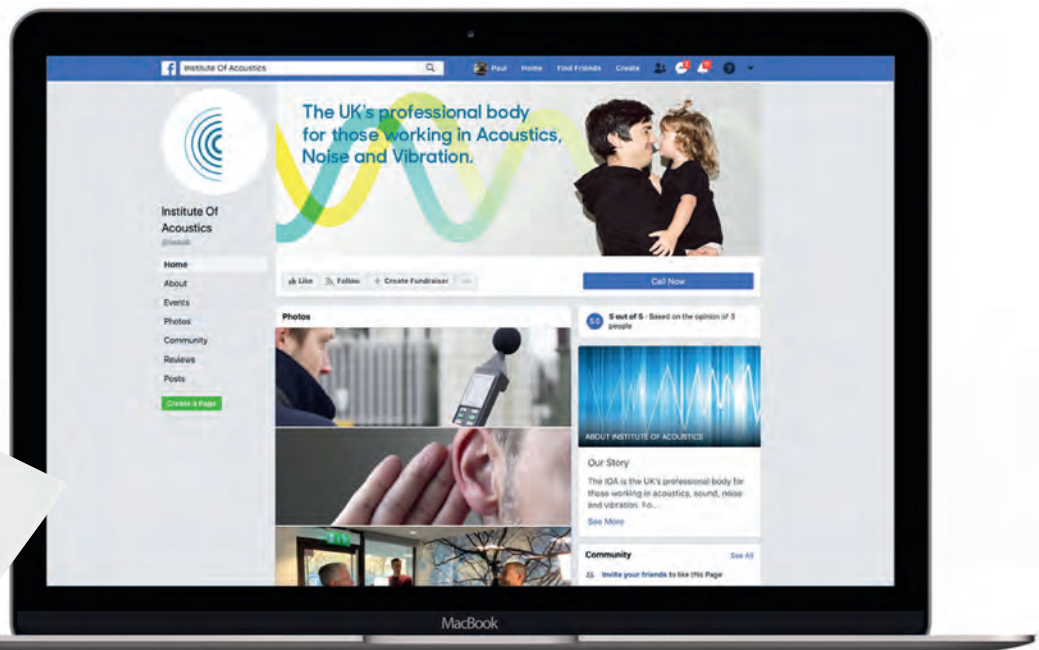 Institute Of Acoustics
Paul Home Find Friends Create
The UK's professional body
for those working in Acoustics,
Noise and Vibration.
Institute Of
Acoustics
Home
About
Events
Photos
Community
Reviews
Posts
Create a Page
Like Follow + Create Fundraiser
Call Now
Photos
5.0
5 out of 5 - Based on the opinion of 3
people
ABOUT INSTITUTE OF ACOUSTICS
Our Story
The IOA is the UK's professional body for
those working in acoustics, sound, noise
and vibration. Fo...
See More
Community See All
Invite your friends to like this Page
MacBook